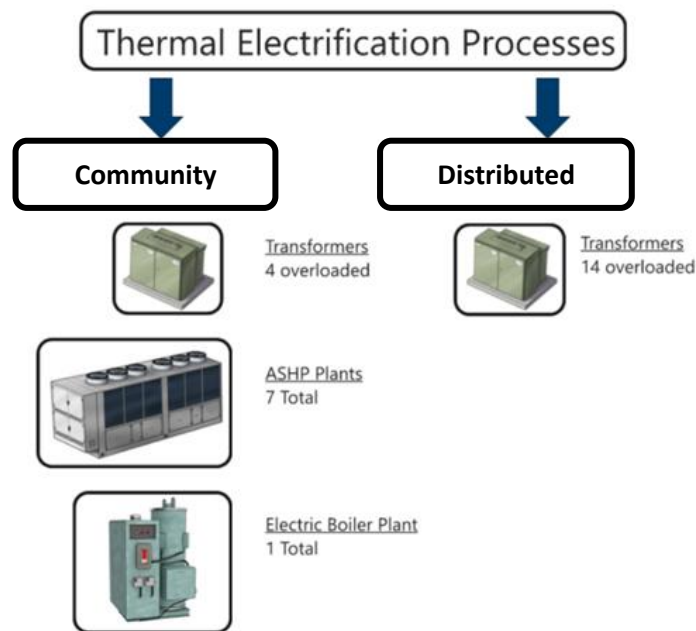 Thermal Electrification Processes
Community
Distributed
Transformers
4 overloaded
Transformers
14 overloaded
ASHP Plants
7 Total
Electric Boiler Plant
1 Total